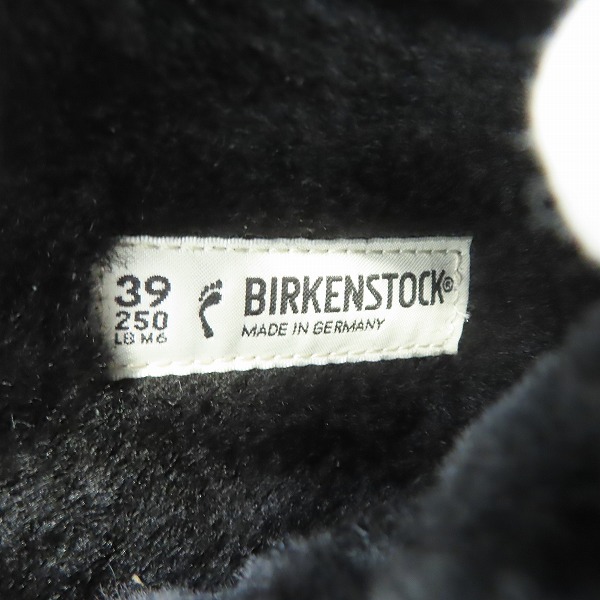 39
250
L8 M6
BIRKENSTOCK®
MADE IN GERMANY